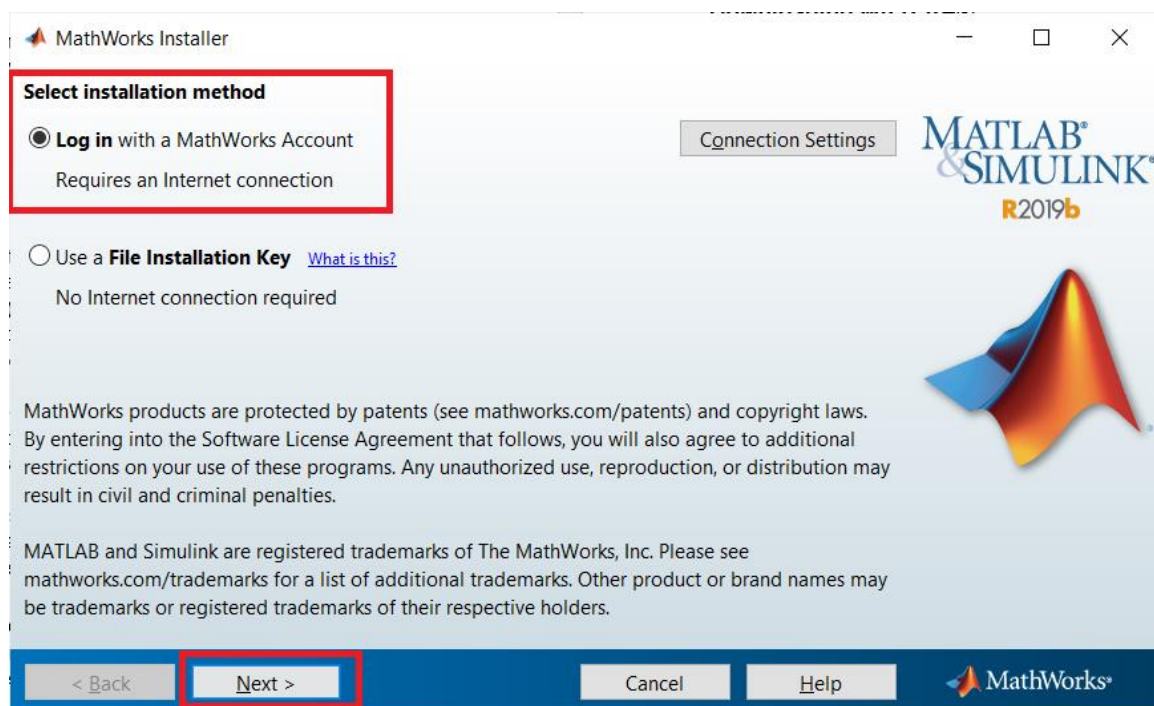 MathWorks Installer
Select installation method
Log in with a MathWorks Account
Requires an Internet connection
Connection Settings
MATLAB®
&SIMULINK®
R2019b
Use a File Installation Key What is this?
No Internet connection required
MathWorks products are protected by patents (see mathworks.com/patents) and copyright laws.
By entering into the Software License Agreement that follows, you will also agree to additional
restrictions on your use of these programs. Any unauthorized use, reproduction, or distribution may
result in civil and criminal penalties.
MATLAB and Simulink are registered trademarks of The MathWorks, Inc. Please see
mathworks.com/trademarks for a list of additional trademarks. Other product or brand names may
be trademarks or registered trademarks of their respective holders.
< Back Next > Cancel Help MathWorks®